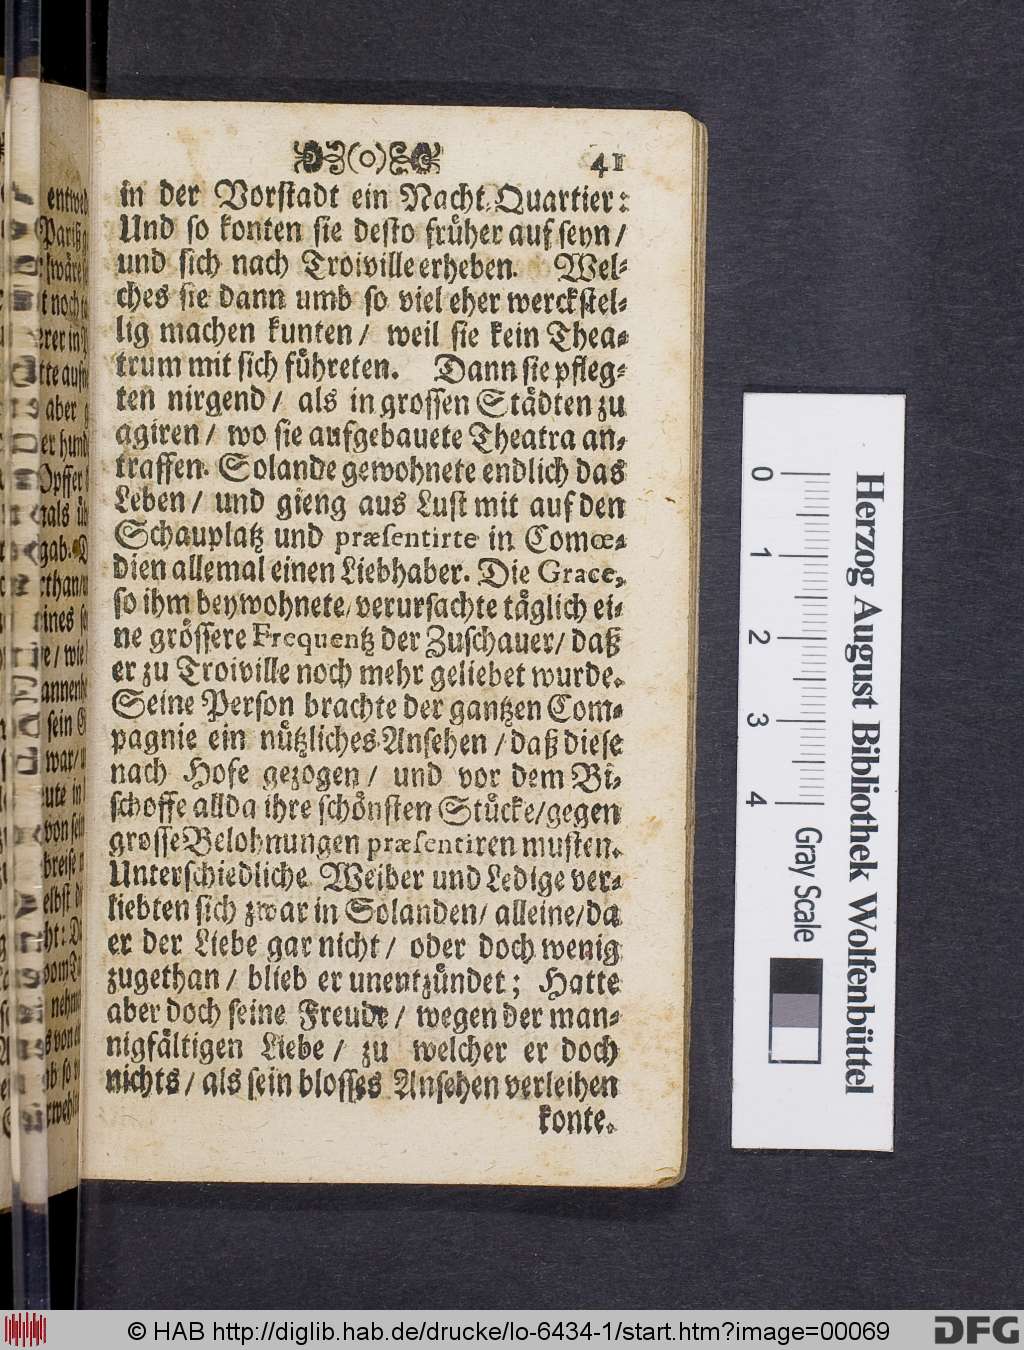 41
in der Vorstadt ein Nacht-Quartier:
Und so konten sie desto früher auf seyn /
und sich nach Troiville erheben. Wel-
ches sie dann umb so viel eher werckstel-
lig machen kunten / weil sie kein Thea-
trum mit sich führeten. Dann sie pfleg-
ten nirgend / als in grossen Städten zu
agiren / wo sie aufgebauete Theatra an-
traffen. Solande gewohnete endlich das
Leben / und gieng aus Lust mit auf den
Schauplatz und præsentirte in Comœ-
dien allemal einen Liebhaber. Die Grace,
so ihm beywohnete / verursachte täglich ei-
ne grössere Frequentz der Zuschauer / daß
er zu Troiville noch mehr geliebet wurde.
Seine Person brachte der gantzen Com-
pagnie ein nützliches Ansehen / daß diese
nach Hofe gezogen / und vor dem Bi-
schoffe allda ihre schönsten Stücke / gegen
grosse Belohnungen præsentiren musten.
Unterschiedliche Weiber und Ledige ver-
liebten sich zwar in Solanden / alleine / da
er der Liebe gar nicht / oder doch wenig
zugethan / blieb er unentzündet; Hatte
aber doch seine Freude / wegen der man-
nigfältigen Liebe / zu welcher er doch
nichts / als sein blosses Ansehen verleihen
konte.
0 1 2 3 4
Gray Scale
Herzog August Bibliothek Wolfenbüttel
© HAB http://diglib.hab.de/drucke/lo-6434-1/start.htm?image=00069
DFG